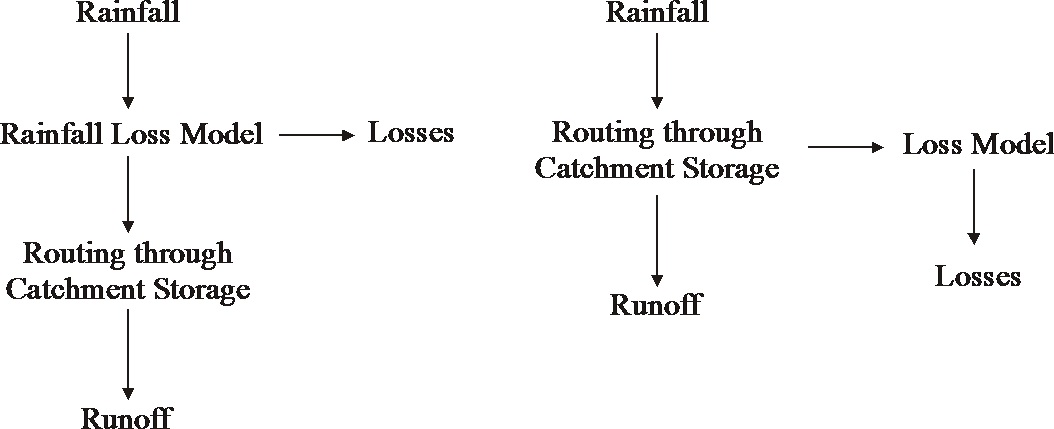 Rainfall
Rainfall Loss Model
Losses
Routing through
Catchment Storage
Runoff
Rainfall
Routing through
Catchment Storage
Loss Model
Losses
Runoff